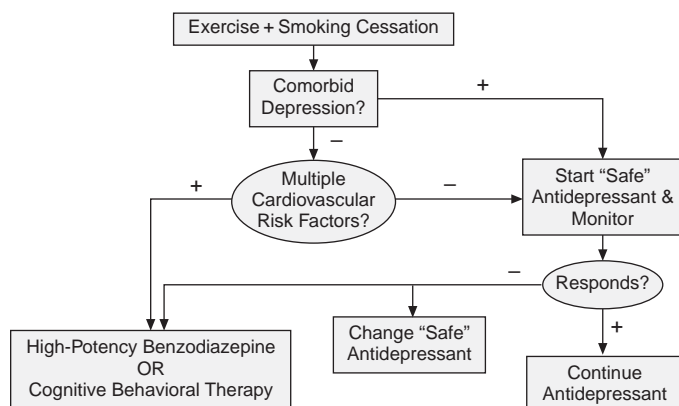 Exercise + Smoking Cessation
Comorbid
Depression?
+
−
Multiple
Cardiovascular
Risk Factors?
+
−
Start “Safe”
Antidepressant &
Monitor
−
Responds?
+
High-Potency Benzodiazepine
OR
Cognitive Behavioral Therapy
Change “Safe”
Antidepressant
Continue
Antidepressant